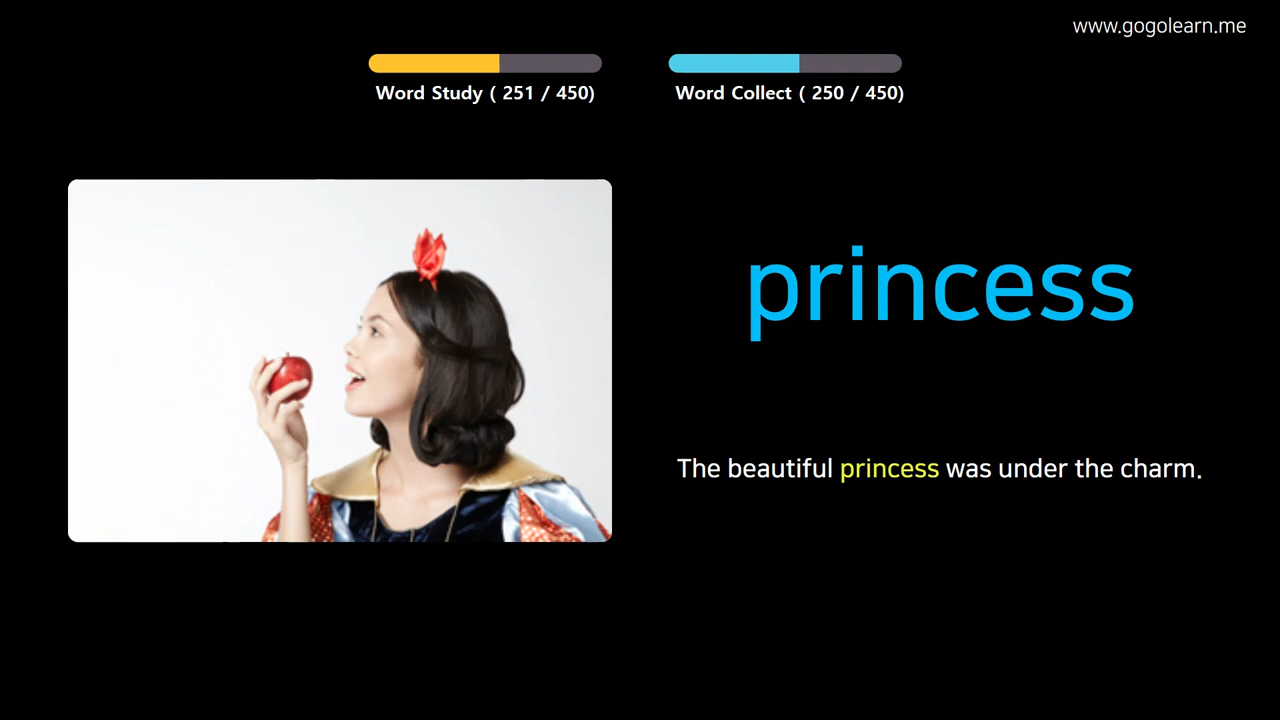 www.gogolearn.me
Word Study ( 251 / 450)
Word Collect ( 250 / 450)
princess
The beautiful princess was under the charm.